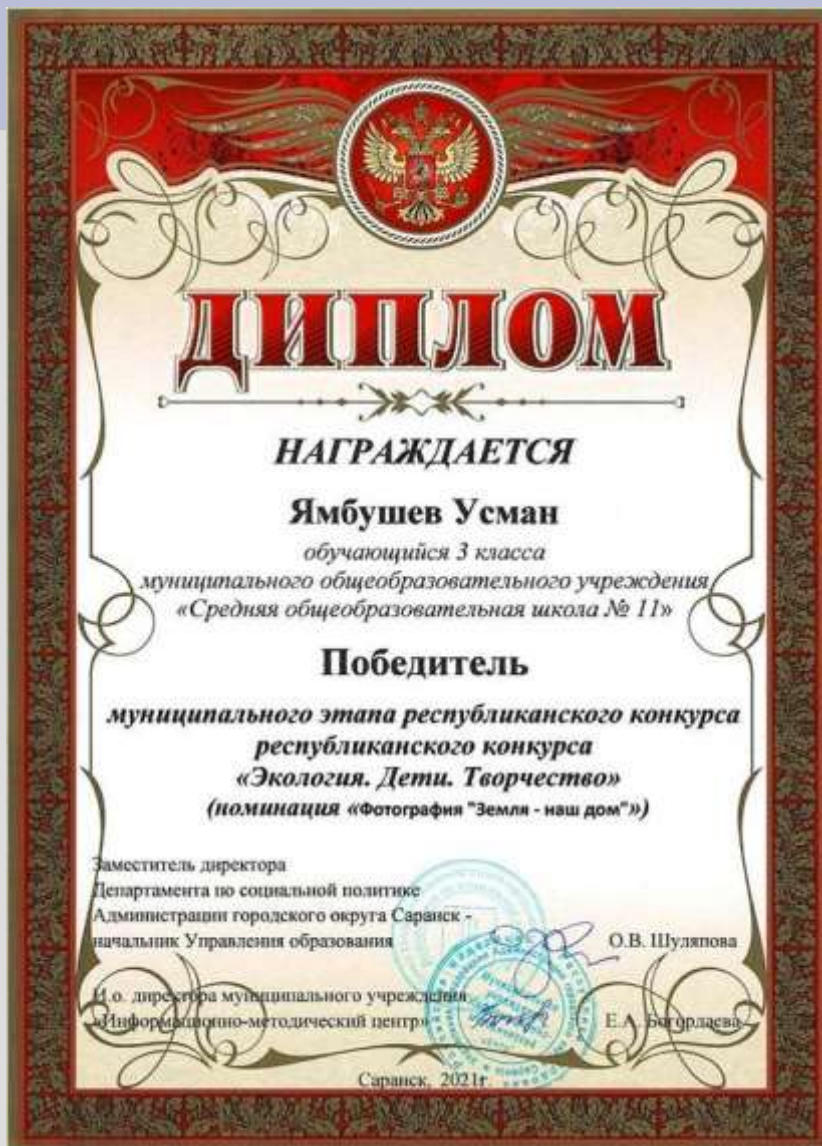 ДИПЛОМ
НАГРАЖДАЕТСЯ
Ямбушев Усман
обучающийся 3 класса
муниципального общеобразовательного учреждения
«Средняя общеобразовательная школа № 11»
Победитель
муниципального этапа республиканского конкурса
республиканского конкурса
«Экология. Дети. Творчество»
(номинация «Фотография "Земля - наш дом"»)
Заместитель директора
Департамента по социальной политике
Администрации городского округа Саранск -
начальник Управления образования О.В. Шуляпова
И.о. директора муниципального учреждения
«Информационно-методический центр» Е.А.
Саранск, 2021г.